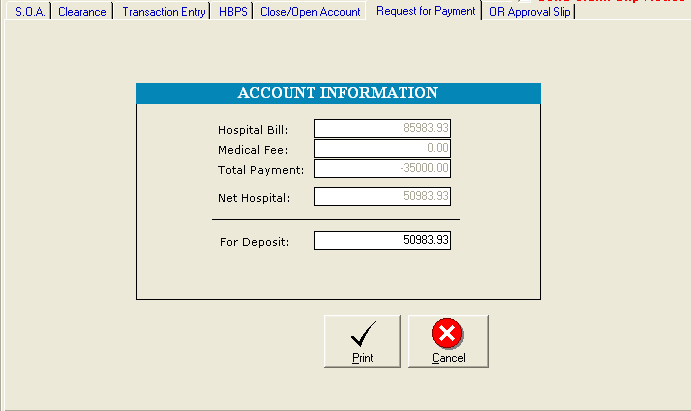 S.O.A. Clearance Transaction Entry HBPS Close/Open Account Request for Payment OR Approval Slip
ACCOUNT INFORMATION
Hospital Bill: 85983.93
Medical Fee: 0.00
Total Payment: -35000.00
Net Hospital: 50983.93
For Deposit: 50983.93
Print Cancel